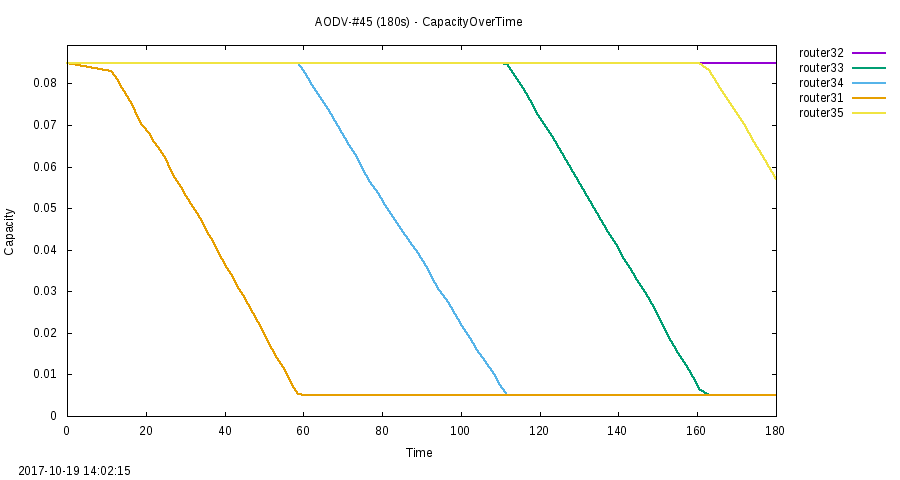 AODV-#45 (180s) - CapacityOverTime
router32
router33
router34
router31
router35
0.08
0.07
0.06
0.05
0.04
0.03
0.02
0.01
0
Capacity
0 20 40 60 80 100 120 140 160 180
Time
2017-10-19 14:02:15